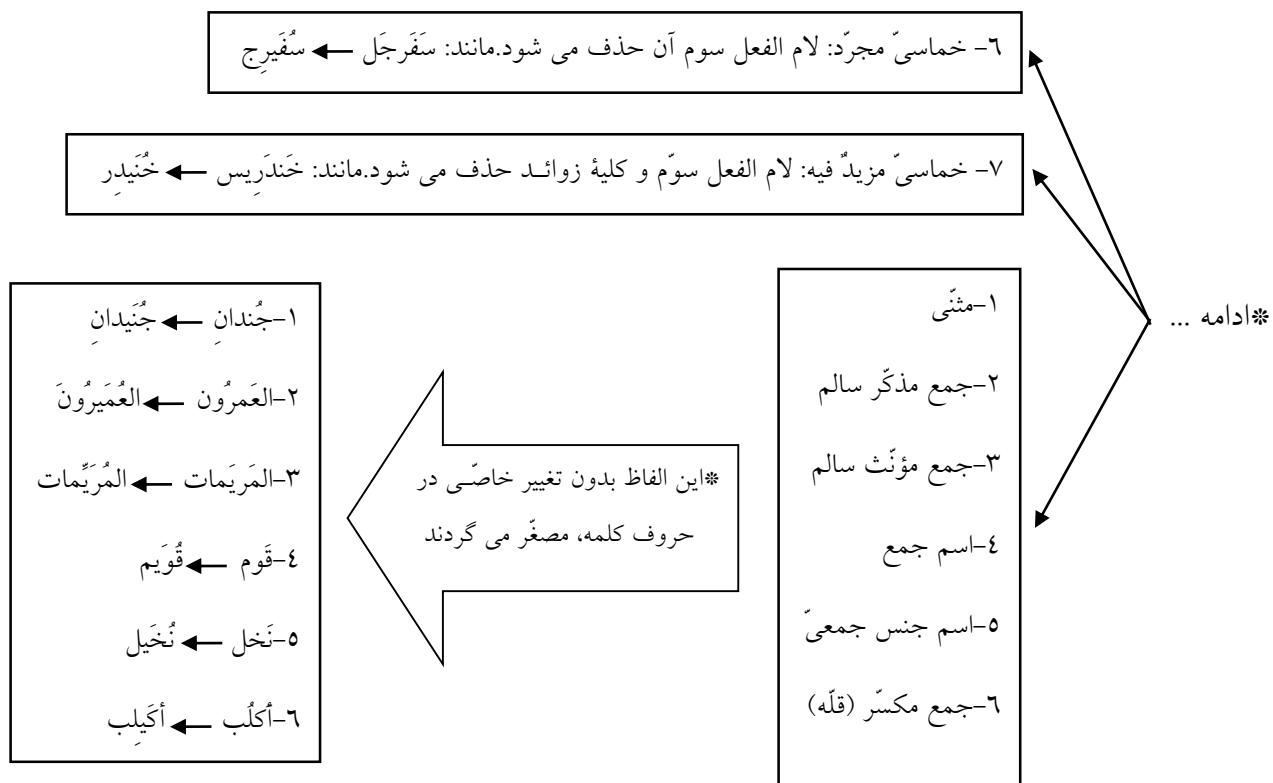 ٦- خماسیّ مجرّد: لام الفعل سوم آن حذف می شود.مانند: سَفَرجَل ← سُفَیرِج
٧- خماسیّ مزیدٌ فیه: لام الفعل سوّم و کلیۀ زوائـد حذف می شود.مانند: خَندَرِیس ← خُنَیدِر
*ادامه ...
١-مثنّی
٢-جمع مذکّر سالم
٣-جمع مؤنّث سالم
٤-اسم جمع
٥-اسم جنس جمعیّ
٦-جمع مکسّر (قلّه)
*این الفاظ بدون تغییر خاصّـی در
حروف کلمه، مصغّر می گردند
١-جُندانِ ← جُنَیدانِ
٢-العَمرُون ← العُمَیرُونَ
٣-المَریَمات ← المُرَیِّمات
٤-قَوم ← قُوَیم
٥-نَخل ← نُخَیل
٦-أکلُب ← أکَیلِب